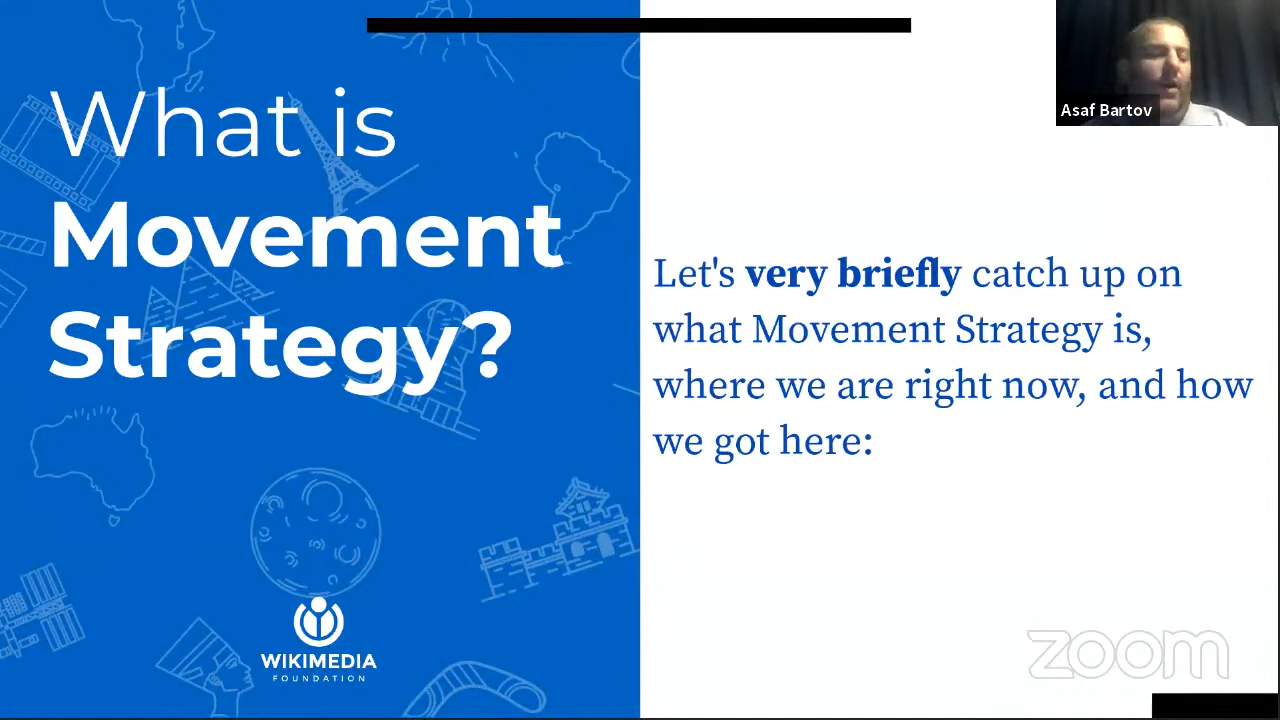 What is
Movement
Strategy?
WIKIMEDIA
FOUNDATION
Let's very briefly catch up on
what Movement Strategy is,
where we are right now, and how
we got here:
Asaf Bartov
zoom